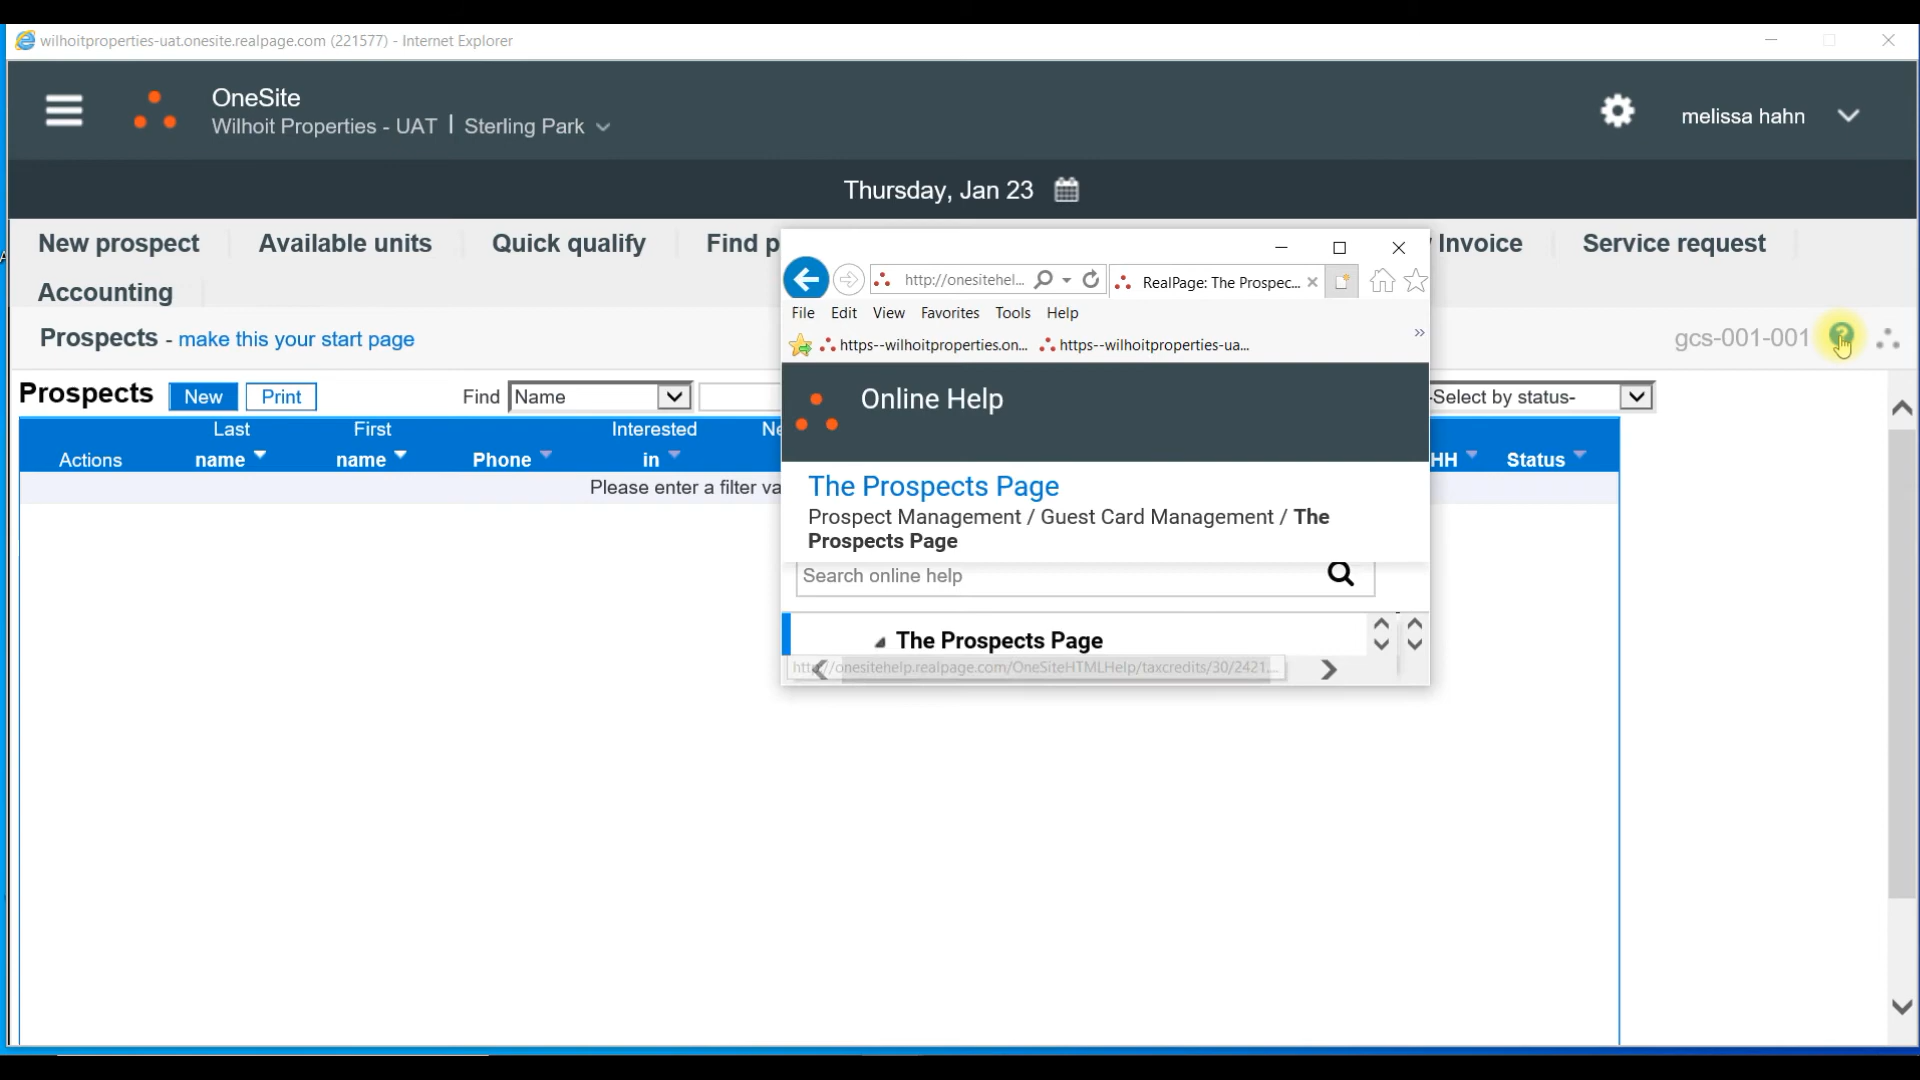 wilhoitproperties-uat.onesite.realpage.com (221577) - Internet Explorer
OneSite
Wilhoit Properties - UAT | Sterling Park
melissa hahn
Thursday, Jan 23
New prospect Available units Quick qualify Find p Invoice Service request
Accounting
Prospects - make this your start page
gcs-001-001 ?
Prospects New Print Find Name -Select by status-
Last First Interested Ne
Actions name name Phone in HH Status
Please enter a filter va
http://onesitehel... RealPage: The Prospec...
File Edit View Favorites Tools Help
https--wilhoitproperties.on... https--wilhoitproperties-ua... »
Online Help
The Prospects Page
Prospect Management / Guest Card Management / The
Prospects Page
Search online help
The Prospects Page
http://onesitehelp.realpage.com/OneSiteHTMLHelp/taxcredits/30/2421...